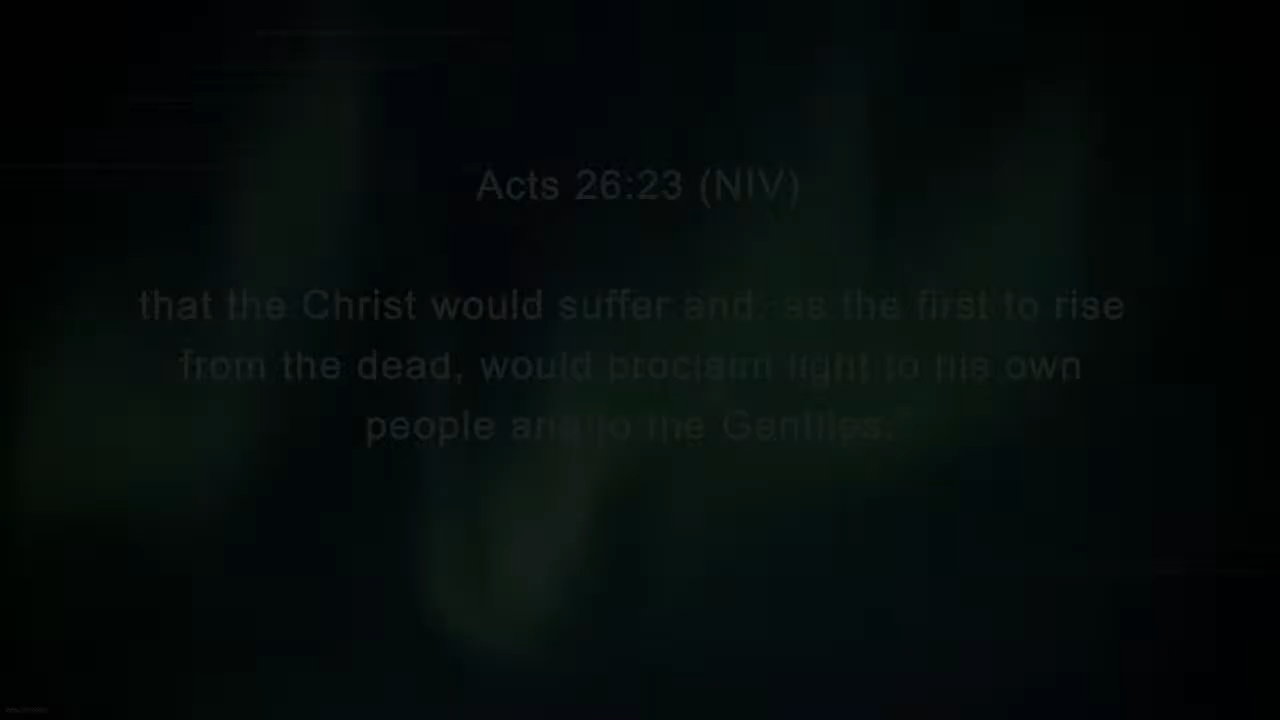 Acts 26:23 (NIV)
that the Christ would suffer and, as the first to rise
from the dead, would proclaim light to his own
people and to the Gentiles.